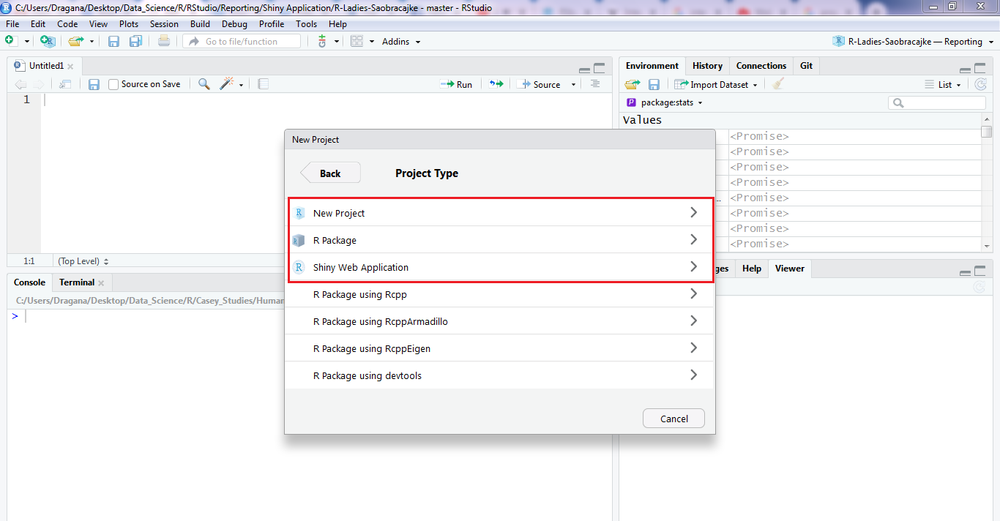 C:/Users/Dragana/Desktop/Data_Science/R/RStudio/Reporting/Shiny Application/R-Ladies-Saobracajke - master - RStudio
File Edit Code View Plots Session Build Debug Profile Tools Help
Go to file/function Addins R-Ladies-Saobracajke — Reporting
Untitled1
Environment History Connections Git
Source on Save Run Source
Import Dataset List
1
package:stats
Values
<Promise>
<Promise>
<Promise>
<Promise>
<Promise>
<Promise>
<Promise>
<Promise>
New Project
Back Project Type
New Project
R Package
Shiny Web Application
R Package using Rcpp
R Package using RcppArmadillo
R Package using RcppEigen
R Package using devtools
Cancel
1:1 (Top Level)
ges Help Viewer
Console Terminal
C:/Users/Dragana/Desktop/Data_Science/R/Casey_Studies/Human
>